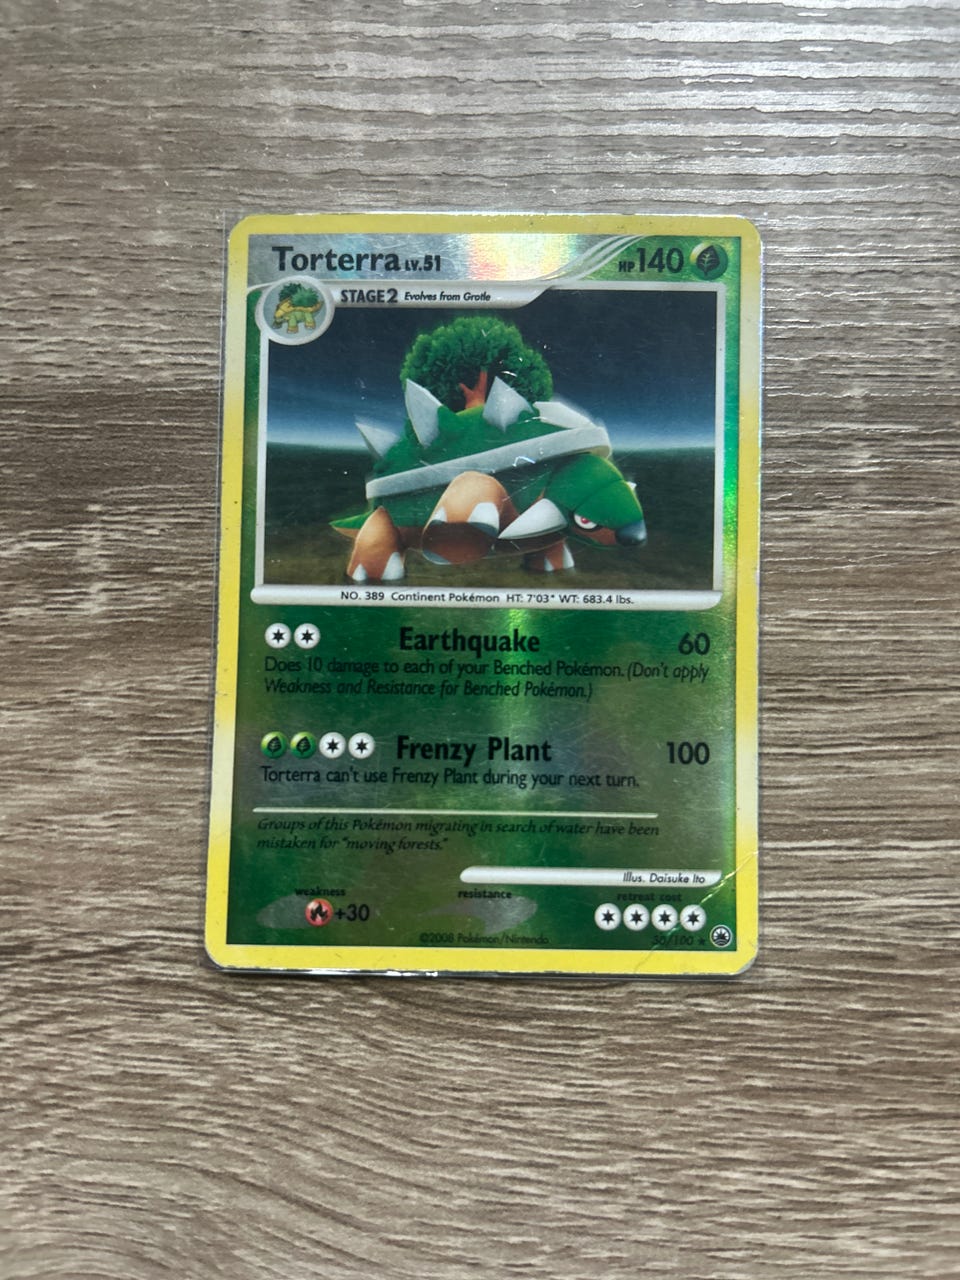 Torterra LV.51 HP 140
STAGE2 Evolves from Grotle
NO. 389 Continent Pokémon HT: 7'03" WT: 683.4 lbs.
Earthquake 60
Does 10 damage to each of your Benched Pokémon. (Don't apply
Weakness and Resistance for Benched Pokémon.)
Frenzy Plant 100
Torterra can't use Frenzy Plant during your next turn.
Groups of this Pokémon migrating in search of water have been
mistaken for "moving forests."
Illus. Daisuke Ito
weakness resistance retreat cost
+30
©2008 Pokémon/Nintendo
/100 ★